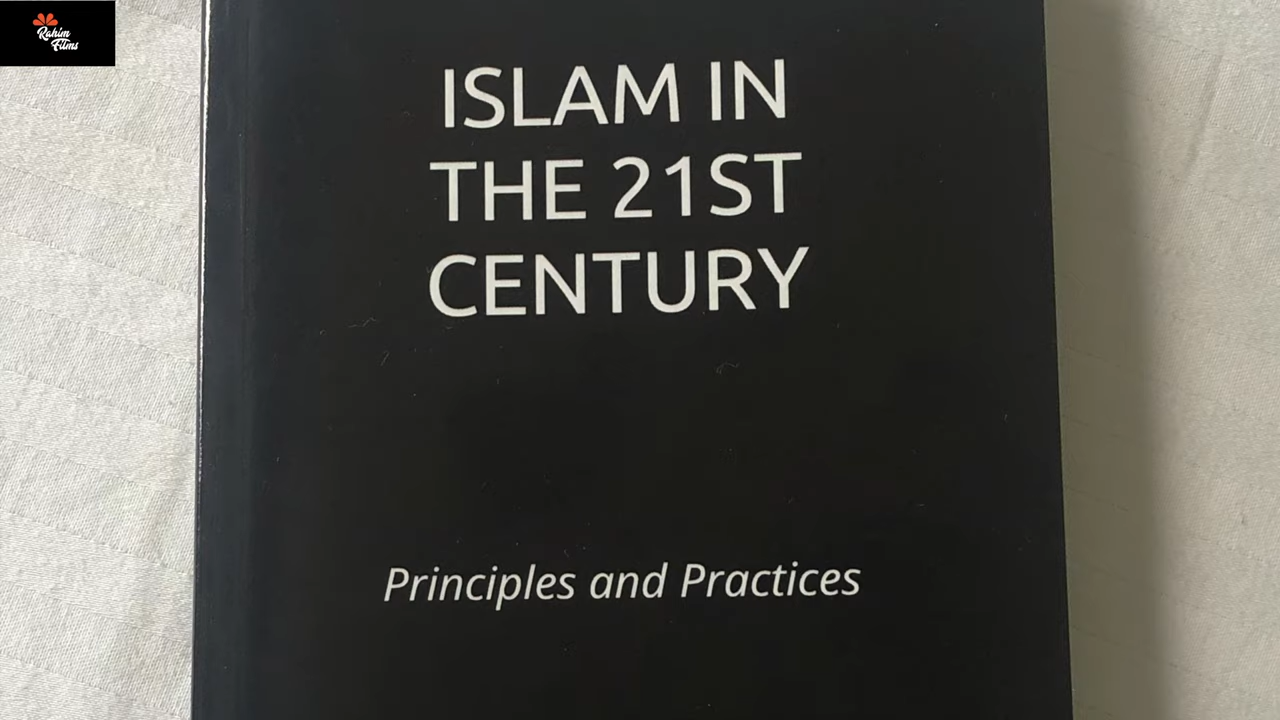 Rahim
Films
ISLAM IN
THE 21ST
CENTURY
Principles and Practices